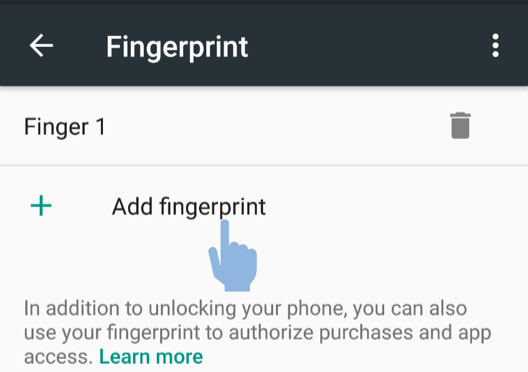 Fingerprint
Finger 1
Add fingerprint
In addition to unlocking your phone, you can also
use your fingerprint to authorize purchases and app
access. Learn more